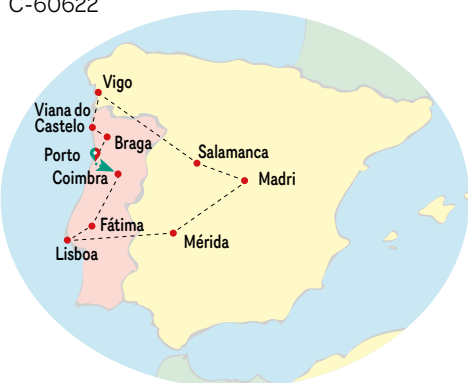 C-60622
Vigo
Viana do
Castelo
Braga
Porto
Salamanca
Coimbra
Madri
Fátima
Mérida
Lisboa